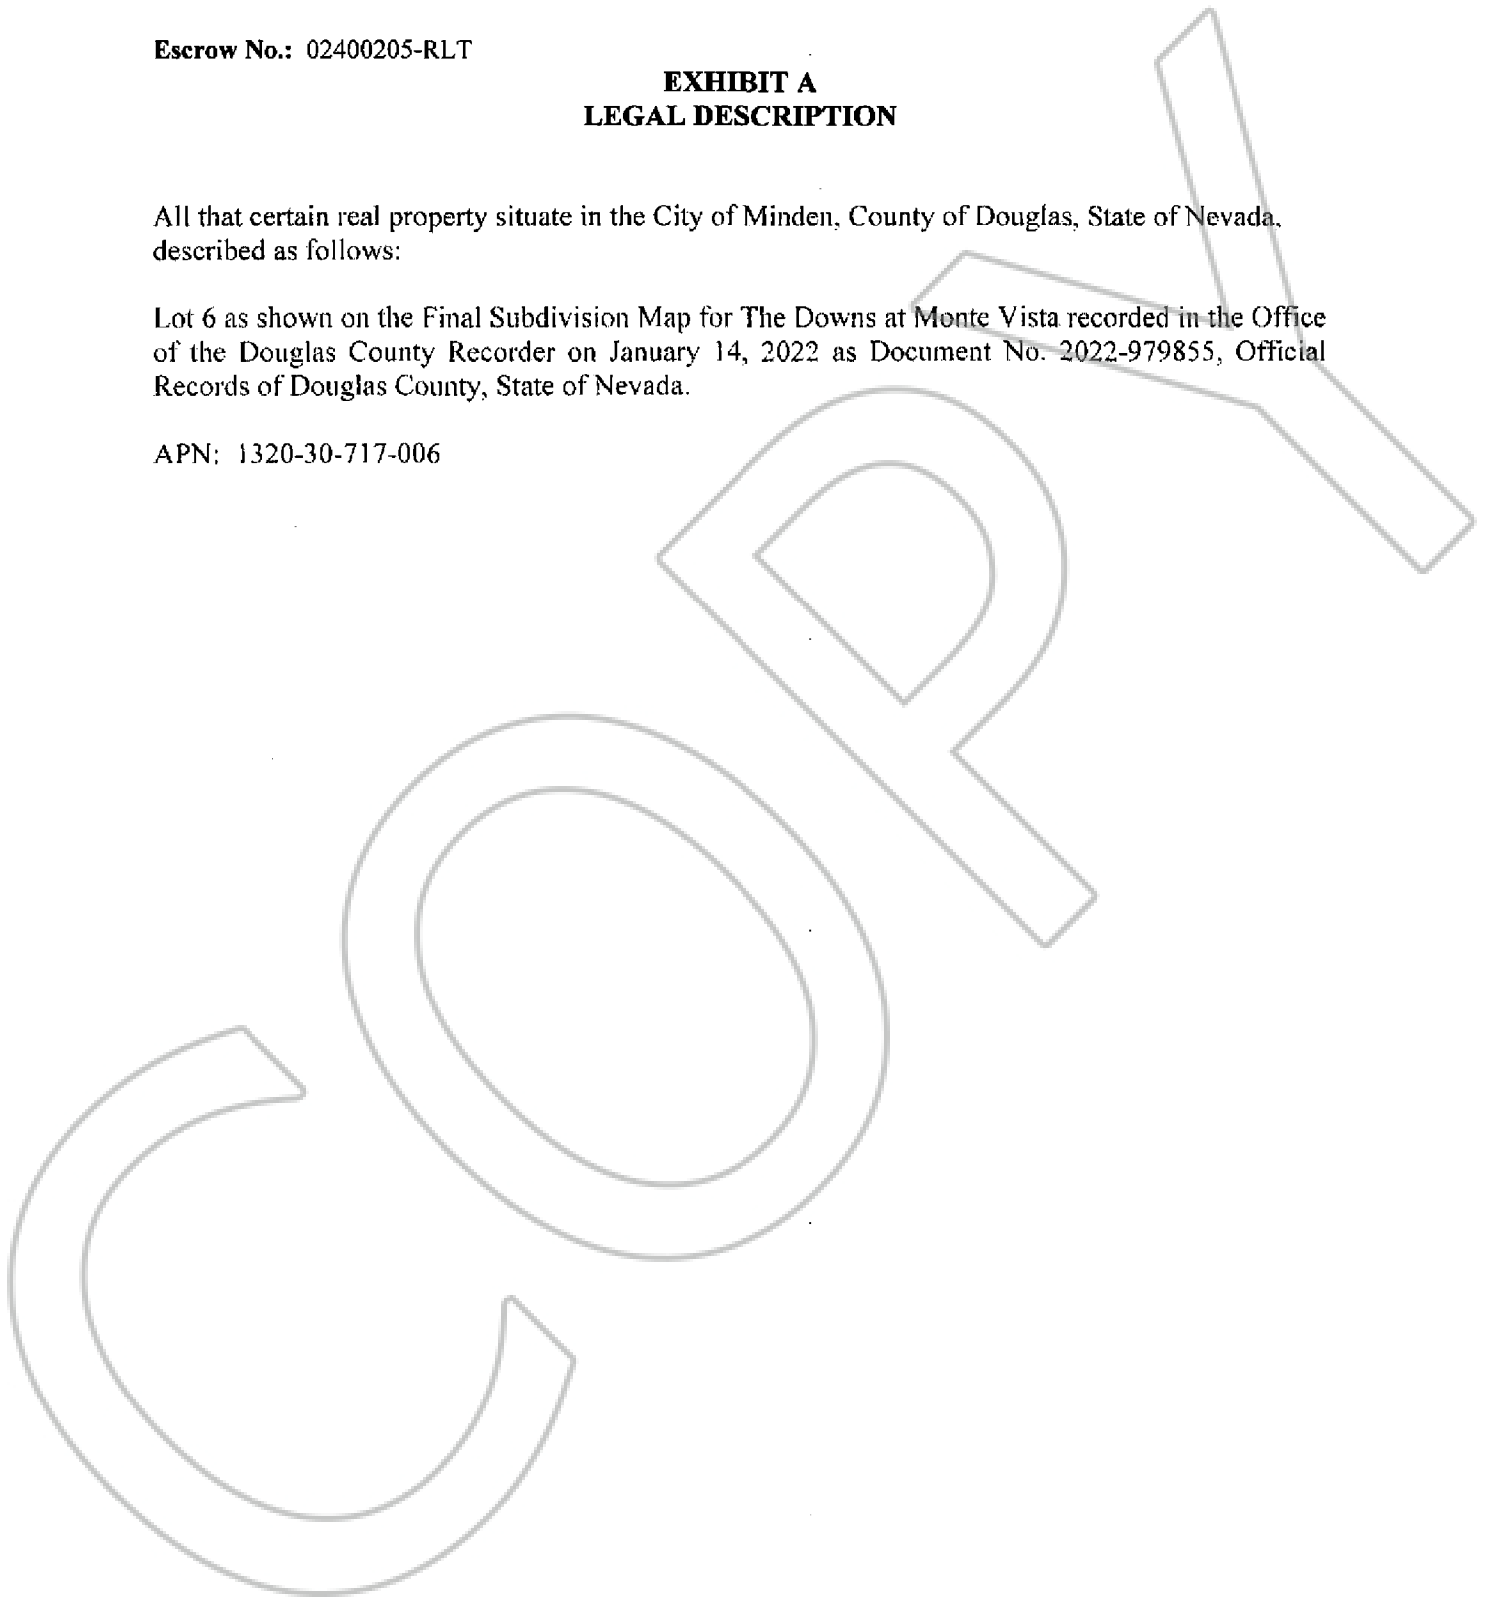 Escrow No.: 02400205-RLT
EXHIBIT A
LEGAL DESCRIPTION
All that certain real property situate in the City of Minden, County of Douglas, State of Nevada,
described as follows:
Lot 6 as shown on the Final Subdivision Map for The Downs at Monte Vista recorded in the Office
of the Douglas County Recorder on January 14, 2022 as Document No. 2022-979855, Official
Records of Douglas County, State of Nevada.
APN: 1320-30-717-006
COPY